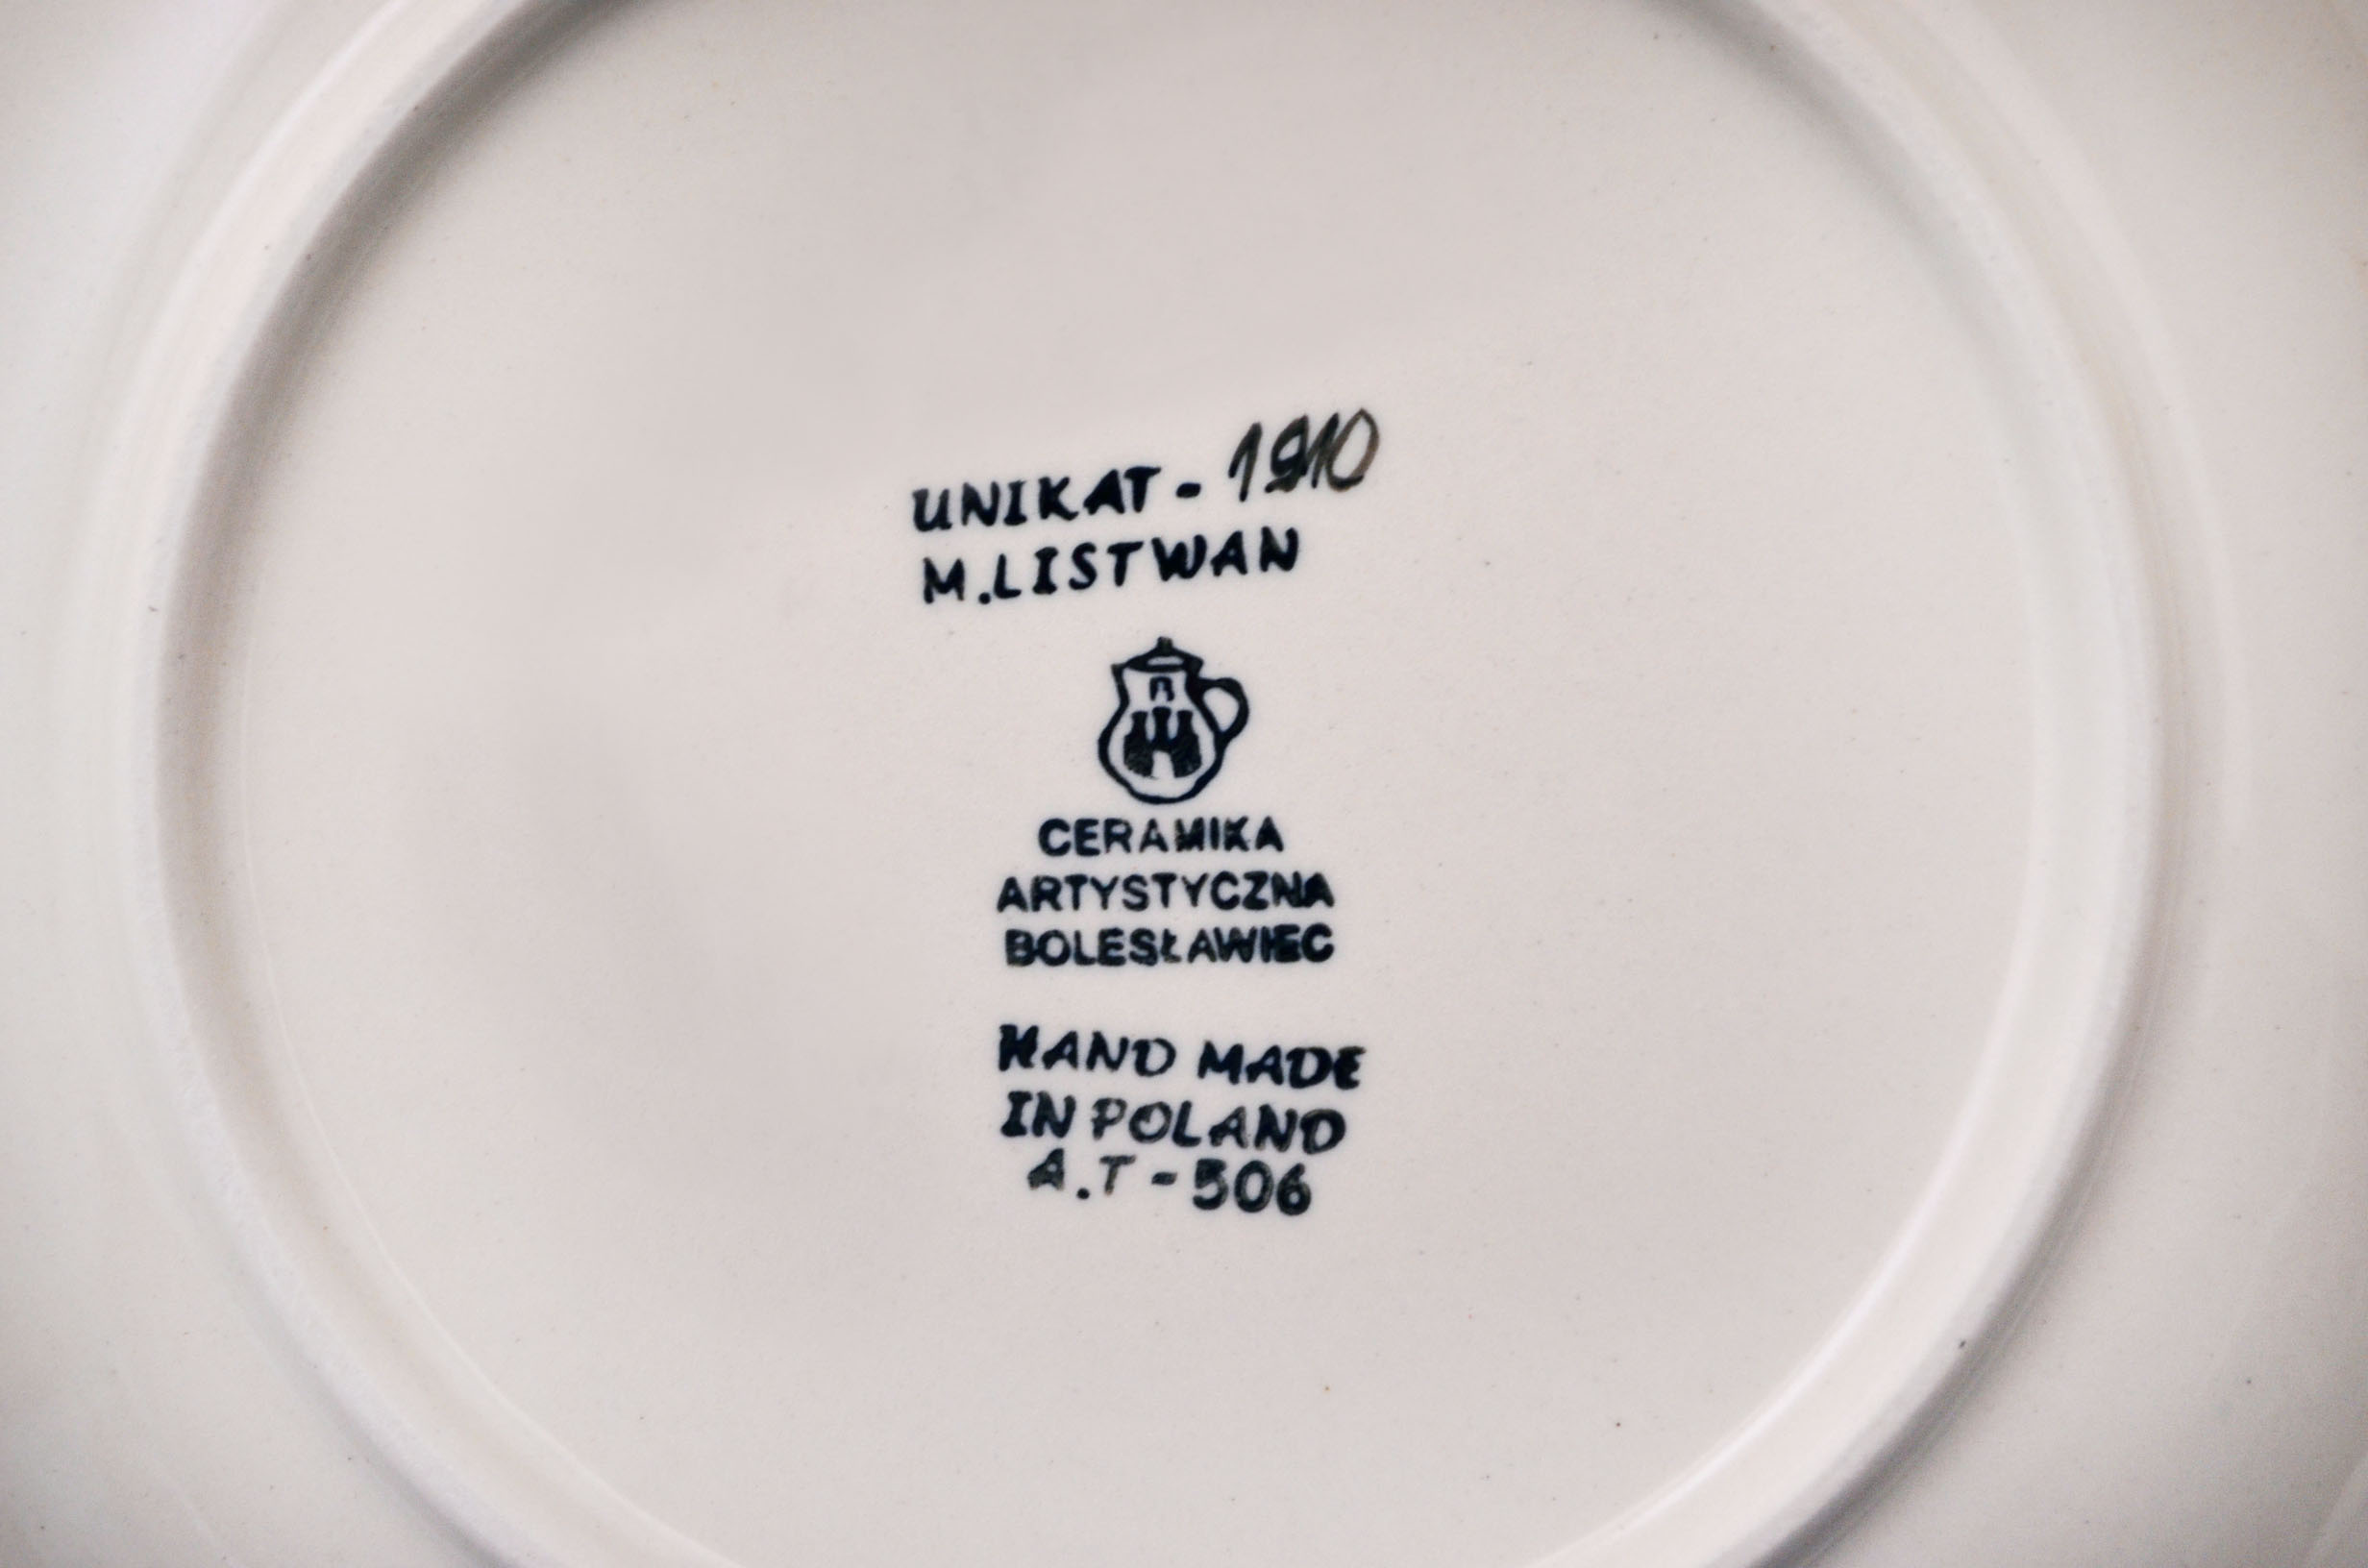 UNIKAT - 1910
M.LISTWAN
CERAMIKA
ARTYSTYCZNA
BOLESŁAWIEC
HAND MADE
IN POLAND
A.T - 506